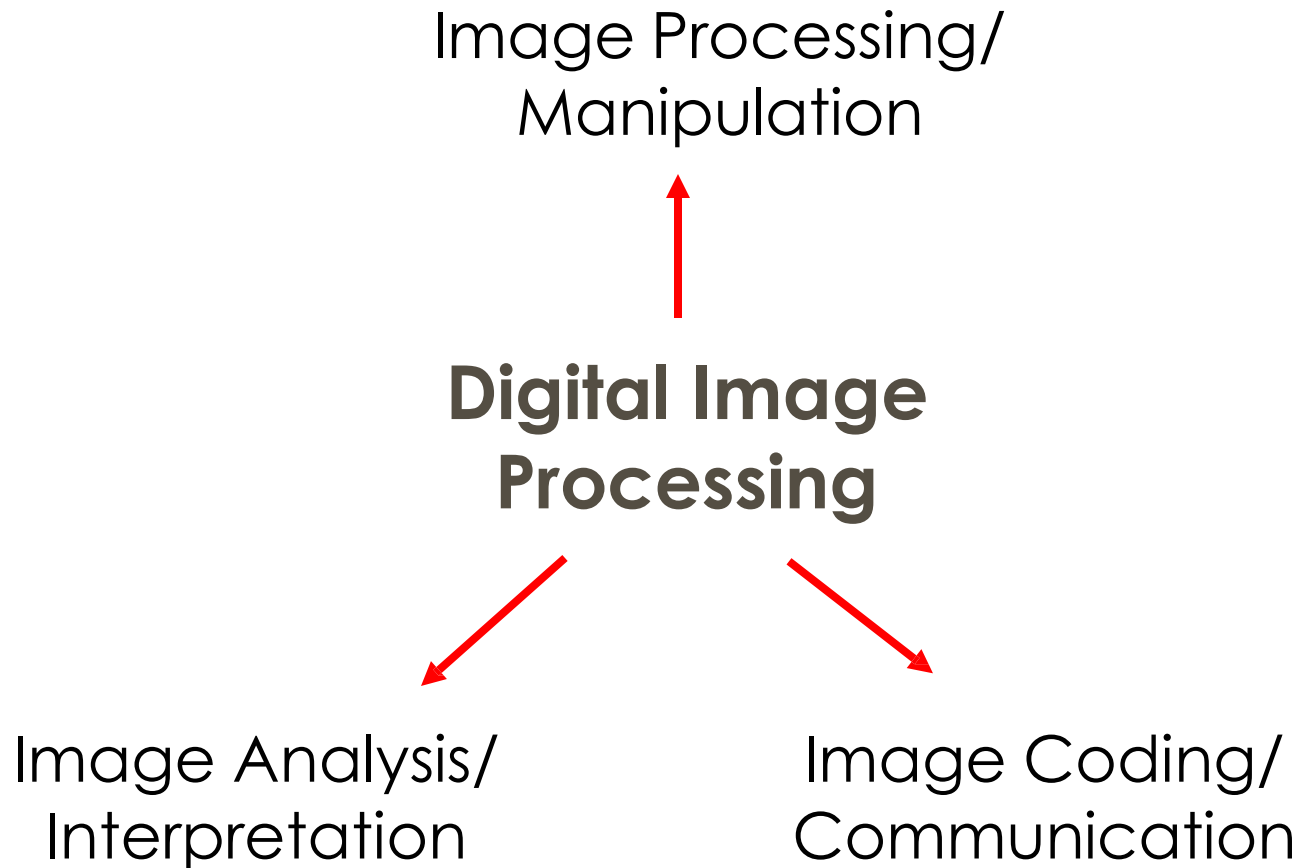 Image Processing/
Manipulation
Digital Image
Processing
Image Analysis/
Interpretation
Image Coding/
Communication